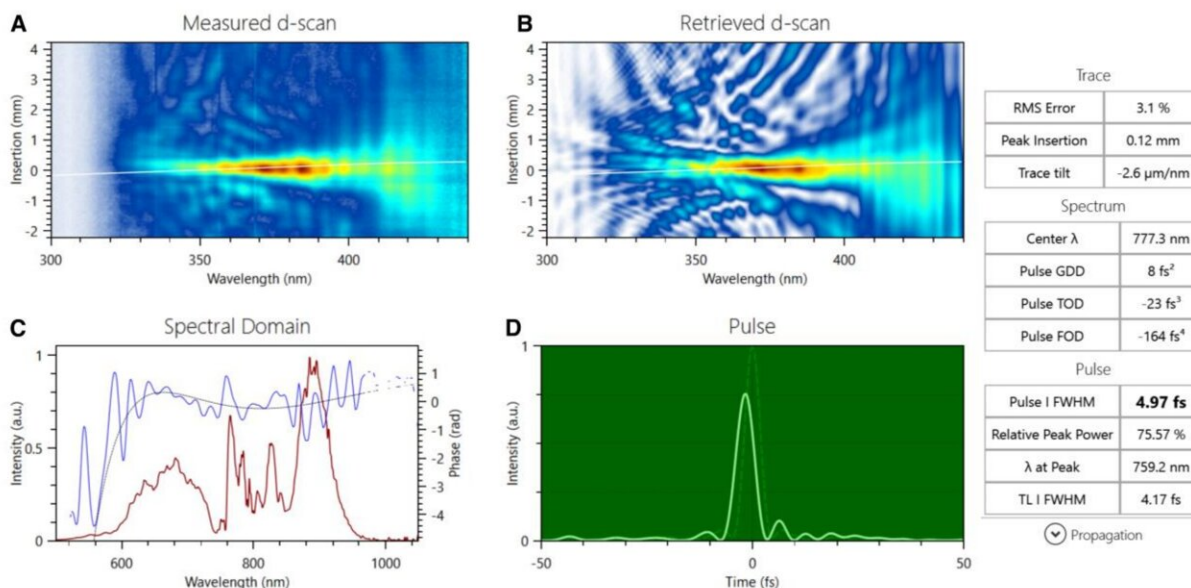 A
Measured d-scan
Insertion (mm)
4
3
2
1
0
-1
-2
300
350
400
Wavelength (nm)
B
Retrieved d-scan
Insertion (mm)
4
3
2
1
0
-1
-2
300
350
400
Wavelength (nm)
Trace
RMS Error 3.1 %
Peak Insertion 0.12 mm
Trace tilt -2.6 µm/nm
Spectrum
Center λ 777.3 nm
Pulse GDD 8 fs²
Pulse TOD -23 fs³
Pulse FOD -164 fs⁴
Pulse
Pulse I FWHM 4.97 fs
Relative Peak Power 75.57 %
λ at Peak 759.2 nm
TL I FWHM 4.17 fs
Propagation
C
Spectral Domain
Intensity (a.u.)
1
0.5
0
600
800
1000
Wavelength (nm)
1
0
-1
-2
-3
-4
Phase (rad)
D
Pulse
Intensity (a.u.)
1
0
-50
0
50
Time (fs)